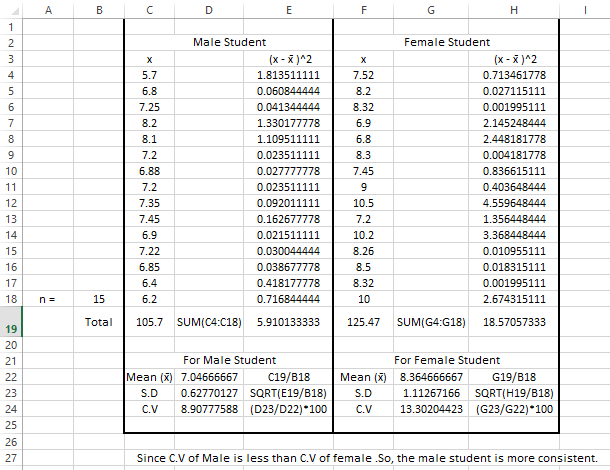 A B C D E F G H I
1
2 Male Student Female Student
3 x (x - x̄ )^2 x (x - x̄ )^2
4 5.7 1.813511111 7.52 0.713461778
5 6.8 0.060844444 8.2 0.027115111
6 7.25 0.041344444 8.32 0.001995111
7 8.2 1.330177778 6.9 2.145248444
8 8.1 1.109511111 6.8 2.448181778
9 7.2 0.023511111 8.3 0.004181778
10 6.88 0.027777778 7.45 0.836615111
11 7.2 0.023511111 9 0.403648444
12 7.35 0.092011111 10.5 4.559648444
13 7.45 0.162677778 7.2 1.356448444
14 6.9 0.021511111 10.2 3.368448444
15 7.22 0.030044444 8.26 0.010955111
16 6.85 0.038677778 8.5 0.018315111
17 6.4 0.418177778 8.32 0.001995111
18 n = 15 6.2 0.716844444 10 2.674315111
19 Total 105.7 SUM(C4:C18) 5.910133333 125.47 SUM(G4:G18) 18.57057333
20
21 For Male Student For Female Student
22 Mean (x̄) 7.04666667 C19/B18 Mean (x̄) 8.364666667 G19/B18
23 S.D 0.62770127 SQRT(E19/B18) S.D 1.11267166 SQRT(H19/B18)
24 C.V 8.90777588 (D23/D22)*100 C.V 13.30204423 (G23/G22)*100
25
26
27 Since C.V of Male is less than C.V of female .So, the male student is more consistent.